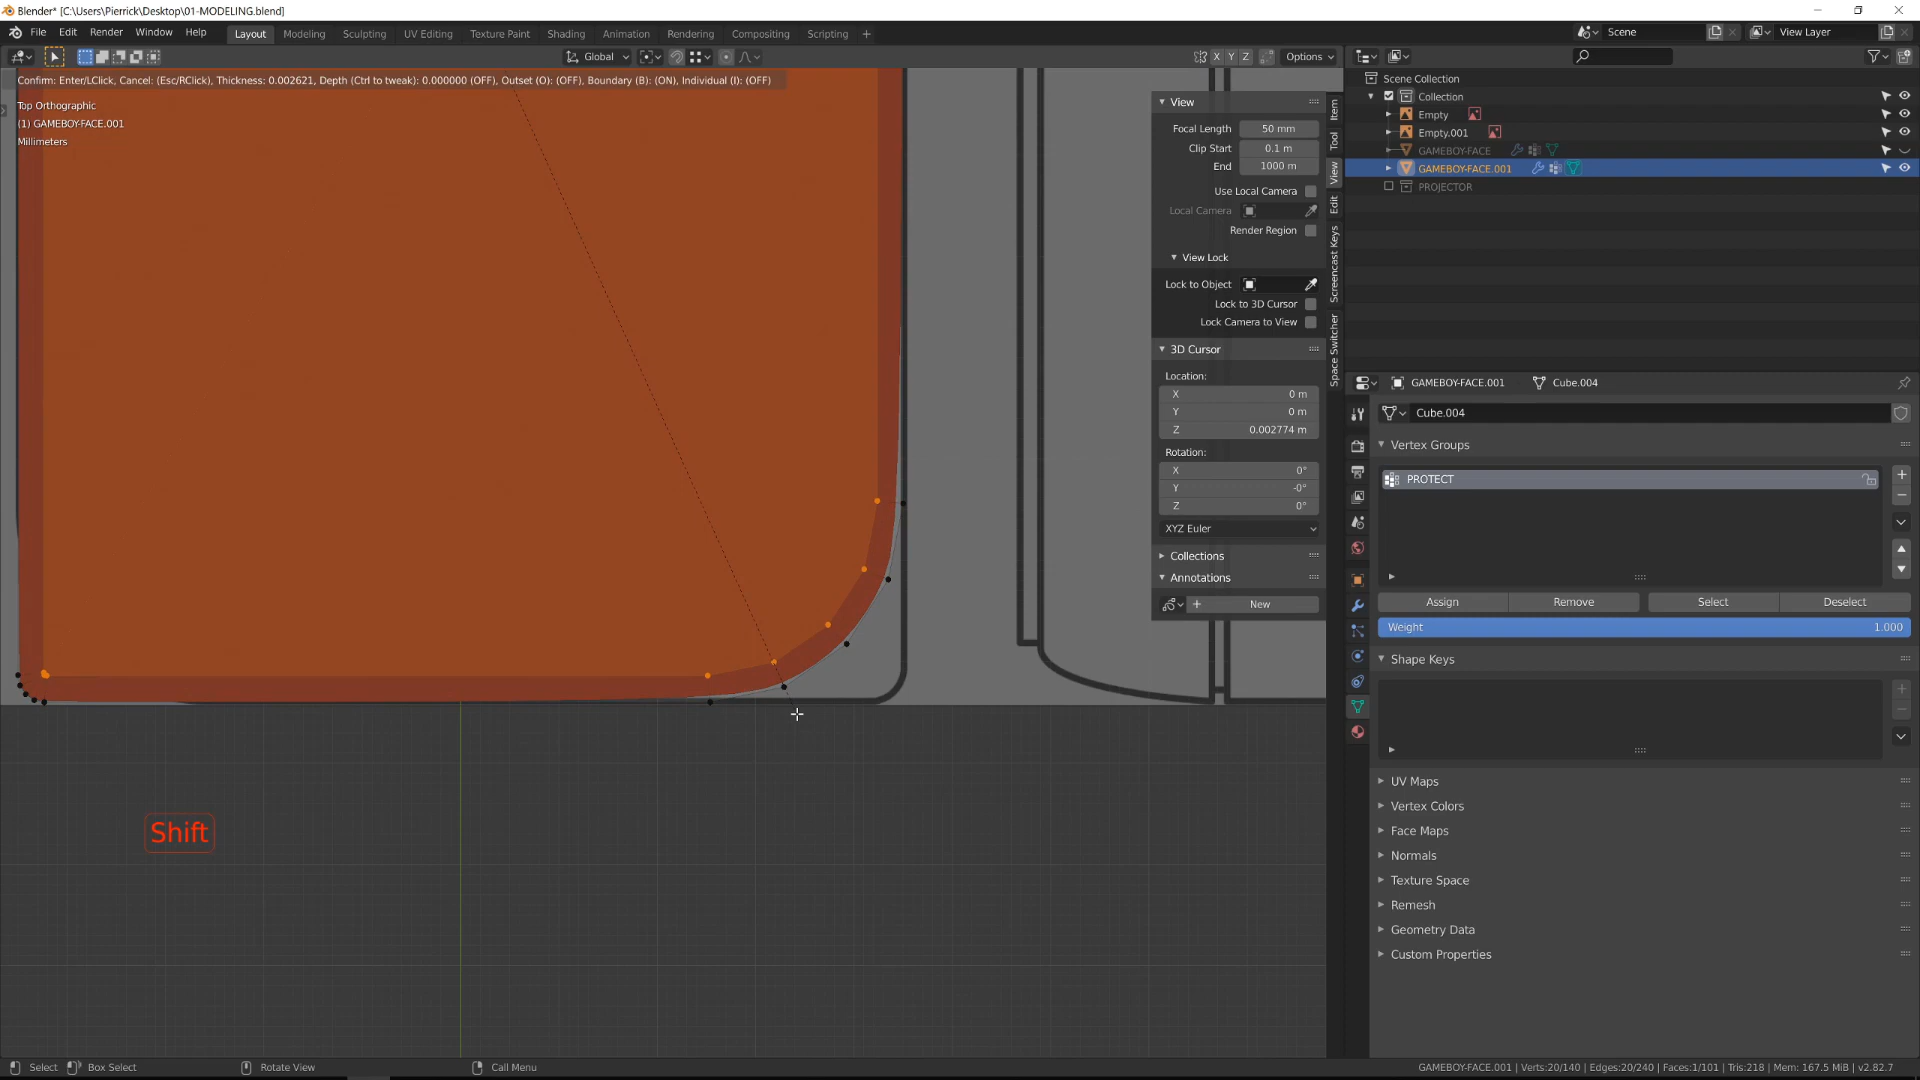 Blender* [C:\Users\Pierrick\Desktop\01-MODELING.blend]
File Edit Render Window Help Layout Modeling Sculpting UV Editing Texture Paint Shading Animation Rendering Compositing Scripting + Scene View Layer
Global X Y Z Options
Confirm: Enter/LClick, Cancel: (Esc/RClick), Thickness: 0.002621, Depth (Ctrl to tweak): 0.000000 (OFF), Outset (O): (OFF), Boundary (B): (ON), Individual (I): (OFF)
Top Orthographic
(1) GAMEBOY-FACE.001
Millimeters
View
Focal Length 50 mm
Clip Start 0.1 m
End 1000 m
Use Local Camera
Local Camera
Render Region
View Lock
Lock to Object
Lock to 3D Cursor
Lock Camera to View
3D Cursor
Location:
X 0 m
Y 0 m
Z 0.002774 m
Rotation:
X 0°
Y -0°
Z 0°
XYZ Euler
Collections
Annotations
+ New
Item
Tool
View
Edit
Screencast Keys
Space Switcher
Scene Collection
Collection
Empty
Empty.001
GAMEBOY-FACE
GAMEBOY-FACE.001
PROJECTOR
GAMEBOY-FACE.001 Cube.004
Cube.004
Vertex Groups
PROTECT
Assign Remove Select Deselect
Weight 1.000
Shape Keys
UV Maps
Vertex Colors
Face Maps
Normals
Texture Space
Remesh
Geometry Data
Custom Properties
Shift
Select Box Select Rotate View Call Menu GAMEBOY-FACE.001 | Verts:20/140 | Edges:20/240 | Faces:1/101 | Tris:218 | Mem: 167.5 MiB | v2.82.7